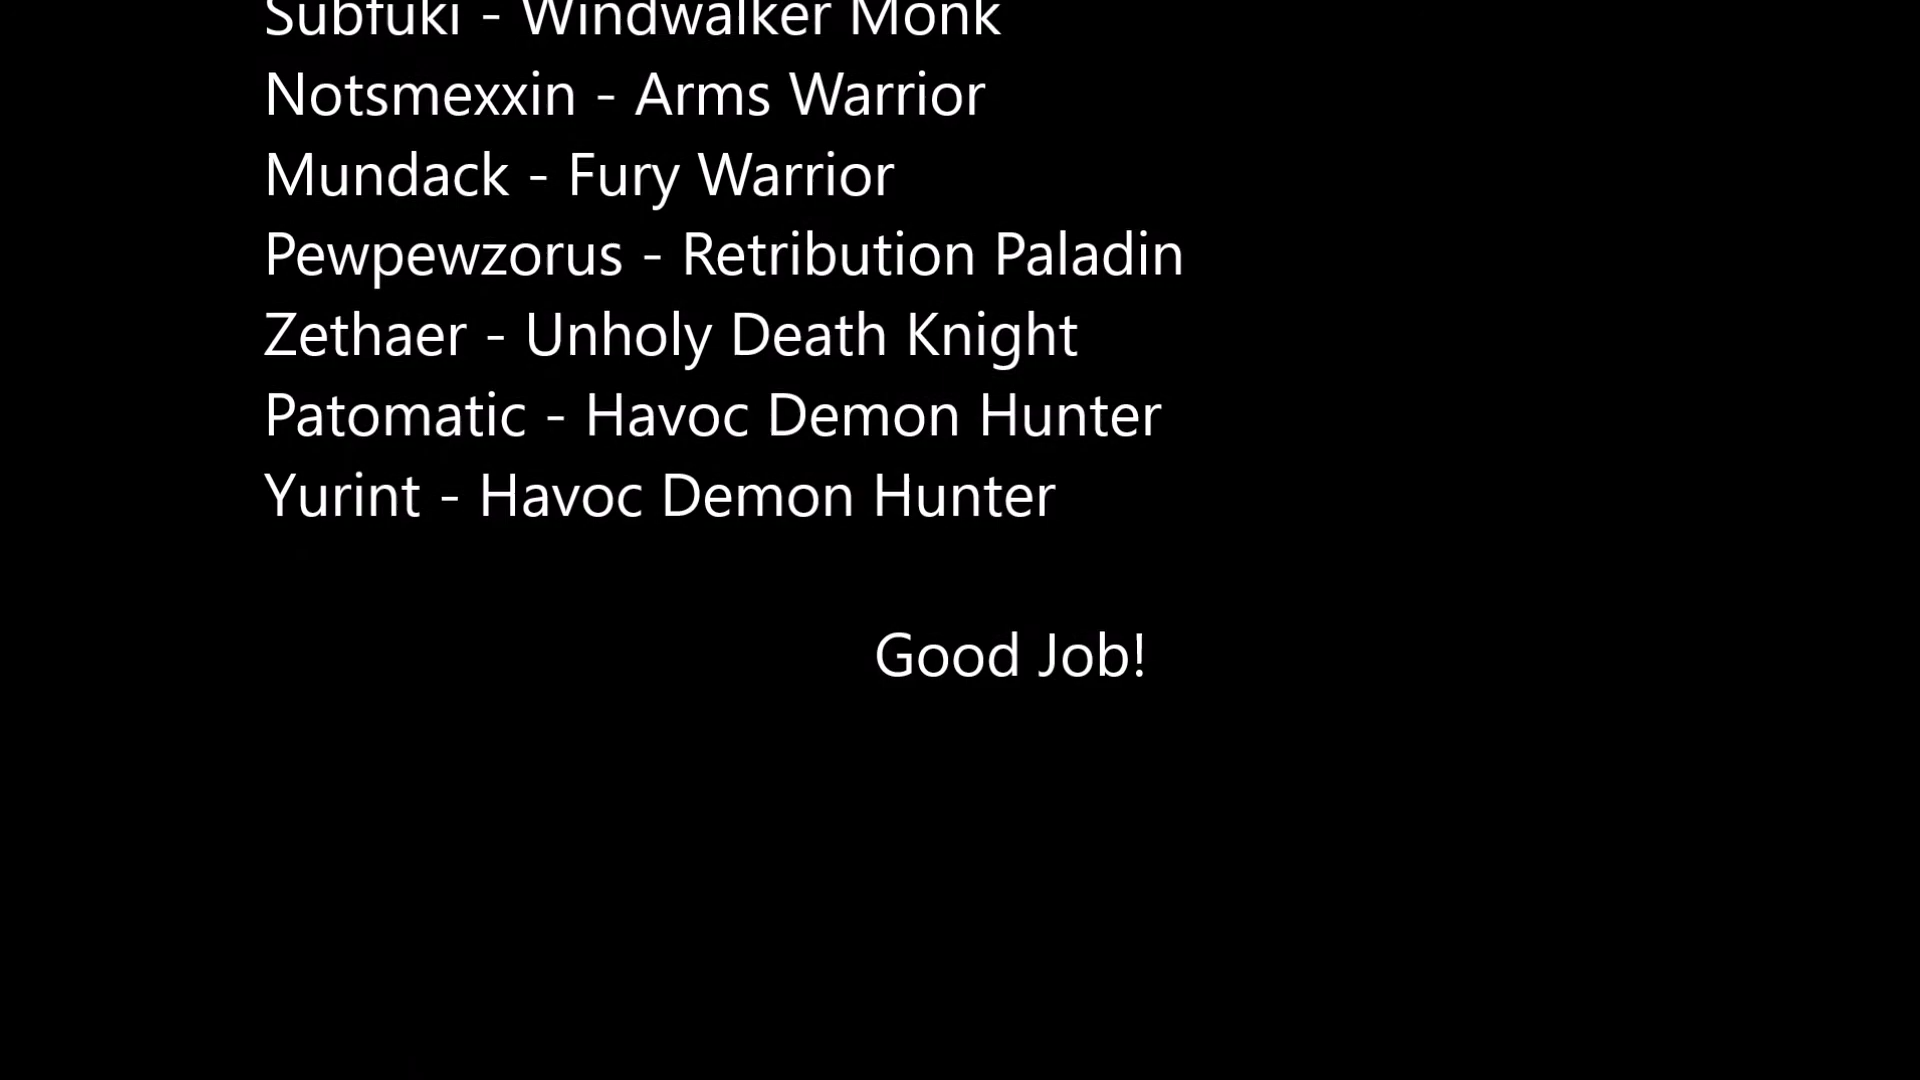 Subfuki - Windwalker Monk
Notsmexxin - Arms Warrior
Mundack - Fury Warrior
Pewpewzorus - Retribution Paladin
Zethaer - Unholy Death Knight
Patomatic - Havoc Demon Hunter
Yurint - Havoc Demon Hunter
Good Job!